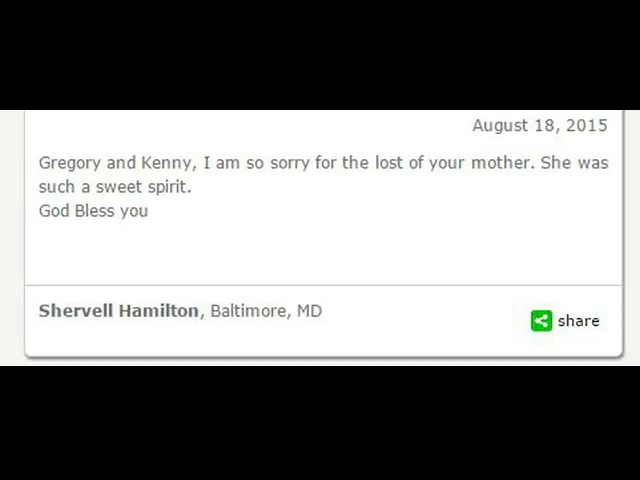 August 18, 2015
Gregory and Kenny, I am so sorry for the lost of your mother. She was
such a sweet spirit.
God Bless you
Shervell Hamilton, Baltimore, MD
share